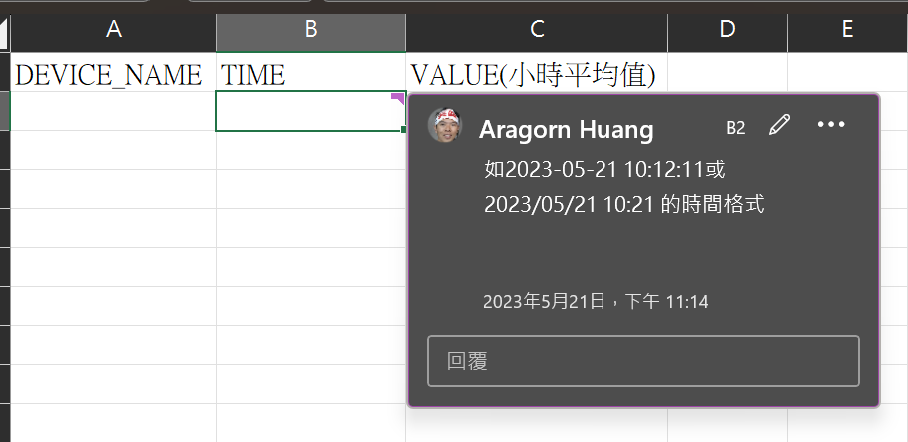 A B C D E
DEVICE_NAME TIME VALUE(小時平均值)
Aragorn Huang B2
如2023-05-21 10:12:11或
2023/05/21 10:21 的時間格式
2023年5月21日，下午 11:14
回覆